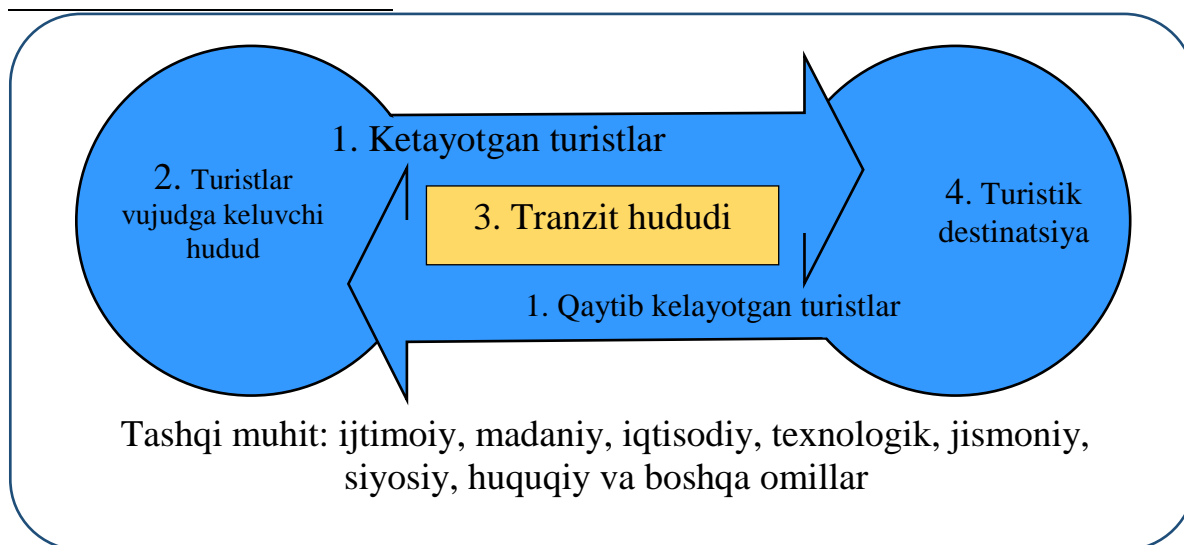 1. Ketayotgan turistlar
2. Turistlar
vujudga keluvchi
hudud
3. Tranzit hududi
4. Turistik
destinatsiya
1. Qaytib kelayotgan turistlar
Tashqi muhit: ijtimoiy, madaniy, iqtisodiy, texnologik, jismoniy,
siyosiy, huquqiy va boshqa omillar